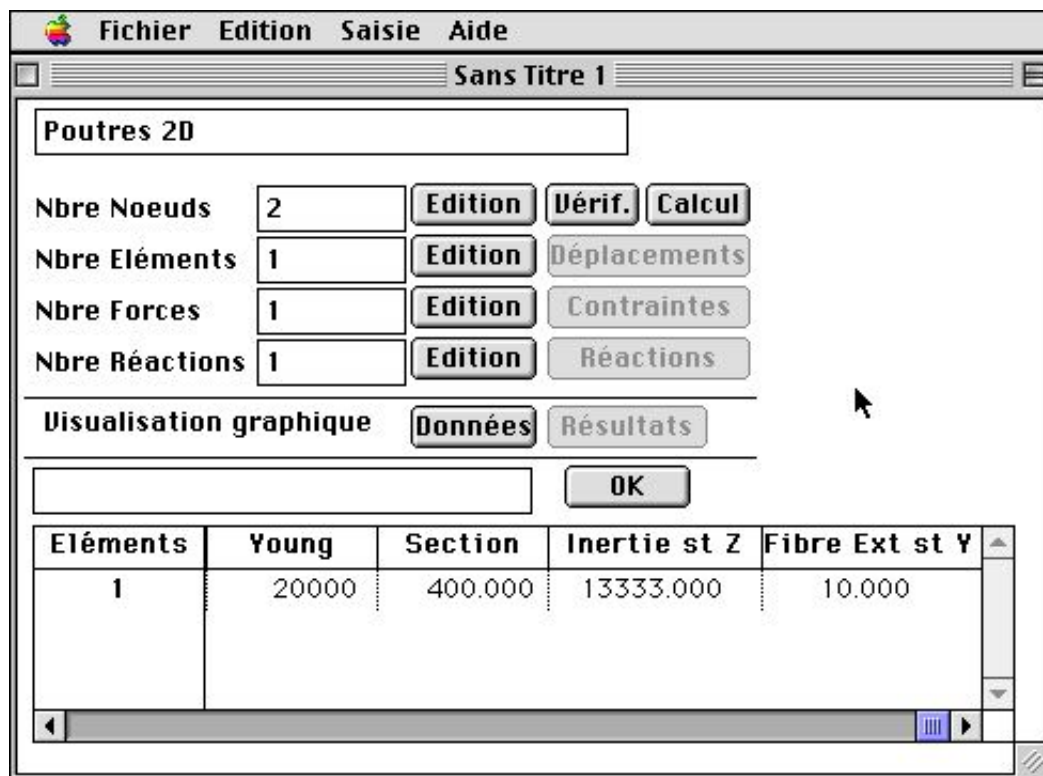 Fichier Edition Saisie Aide
Sans Titre 1
Poutres 2D
Nbre Noeuds 2 Edition Vérif. Calcul
Nbre Eléments 1 Edition Déplacements
Nbre Forces 1 Edition Contraintes
Nbre Réactions 1 Edition Réactions
Visualisation graphique Données Résultats
OK
Eléments Young Section Inertie st Z Fibre Ext st Y
1 20000 400.000 13333.000 10.000